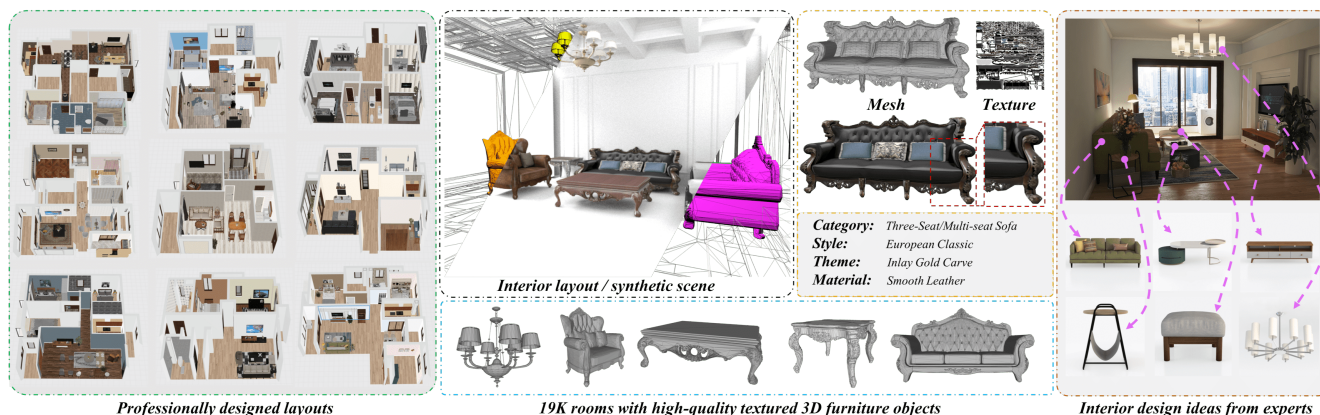 Mesh
Texture
Category: Three-Seat/Multi-seat Sofa
Style: European Classic
Theme: Inlay Gold Carve
Material: Smooth Leather
Interior layout / synthetic scene
Professionally designed layouts
19K rooms with high-quality textured 3D furniture objects
Interior design ideas from experts